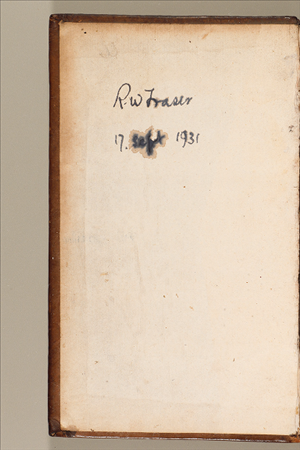 R. W Fraser
17. Sept 1931